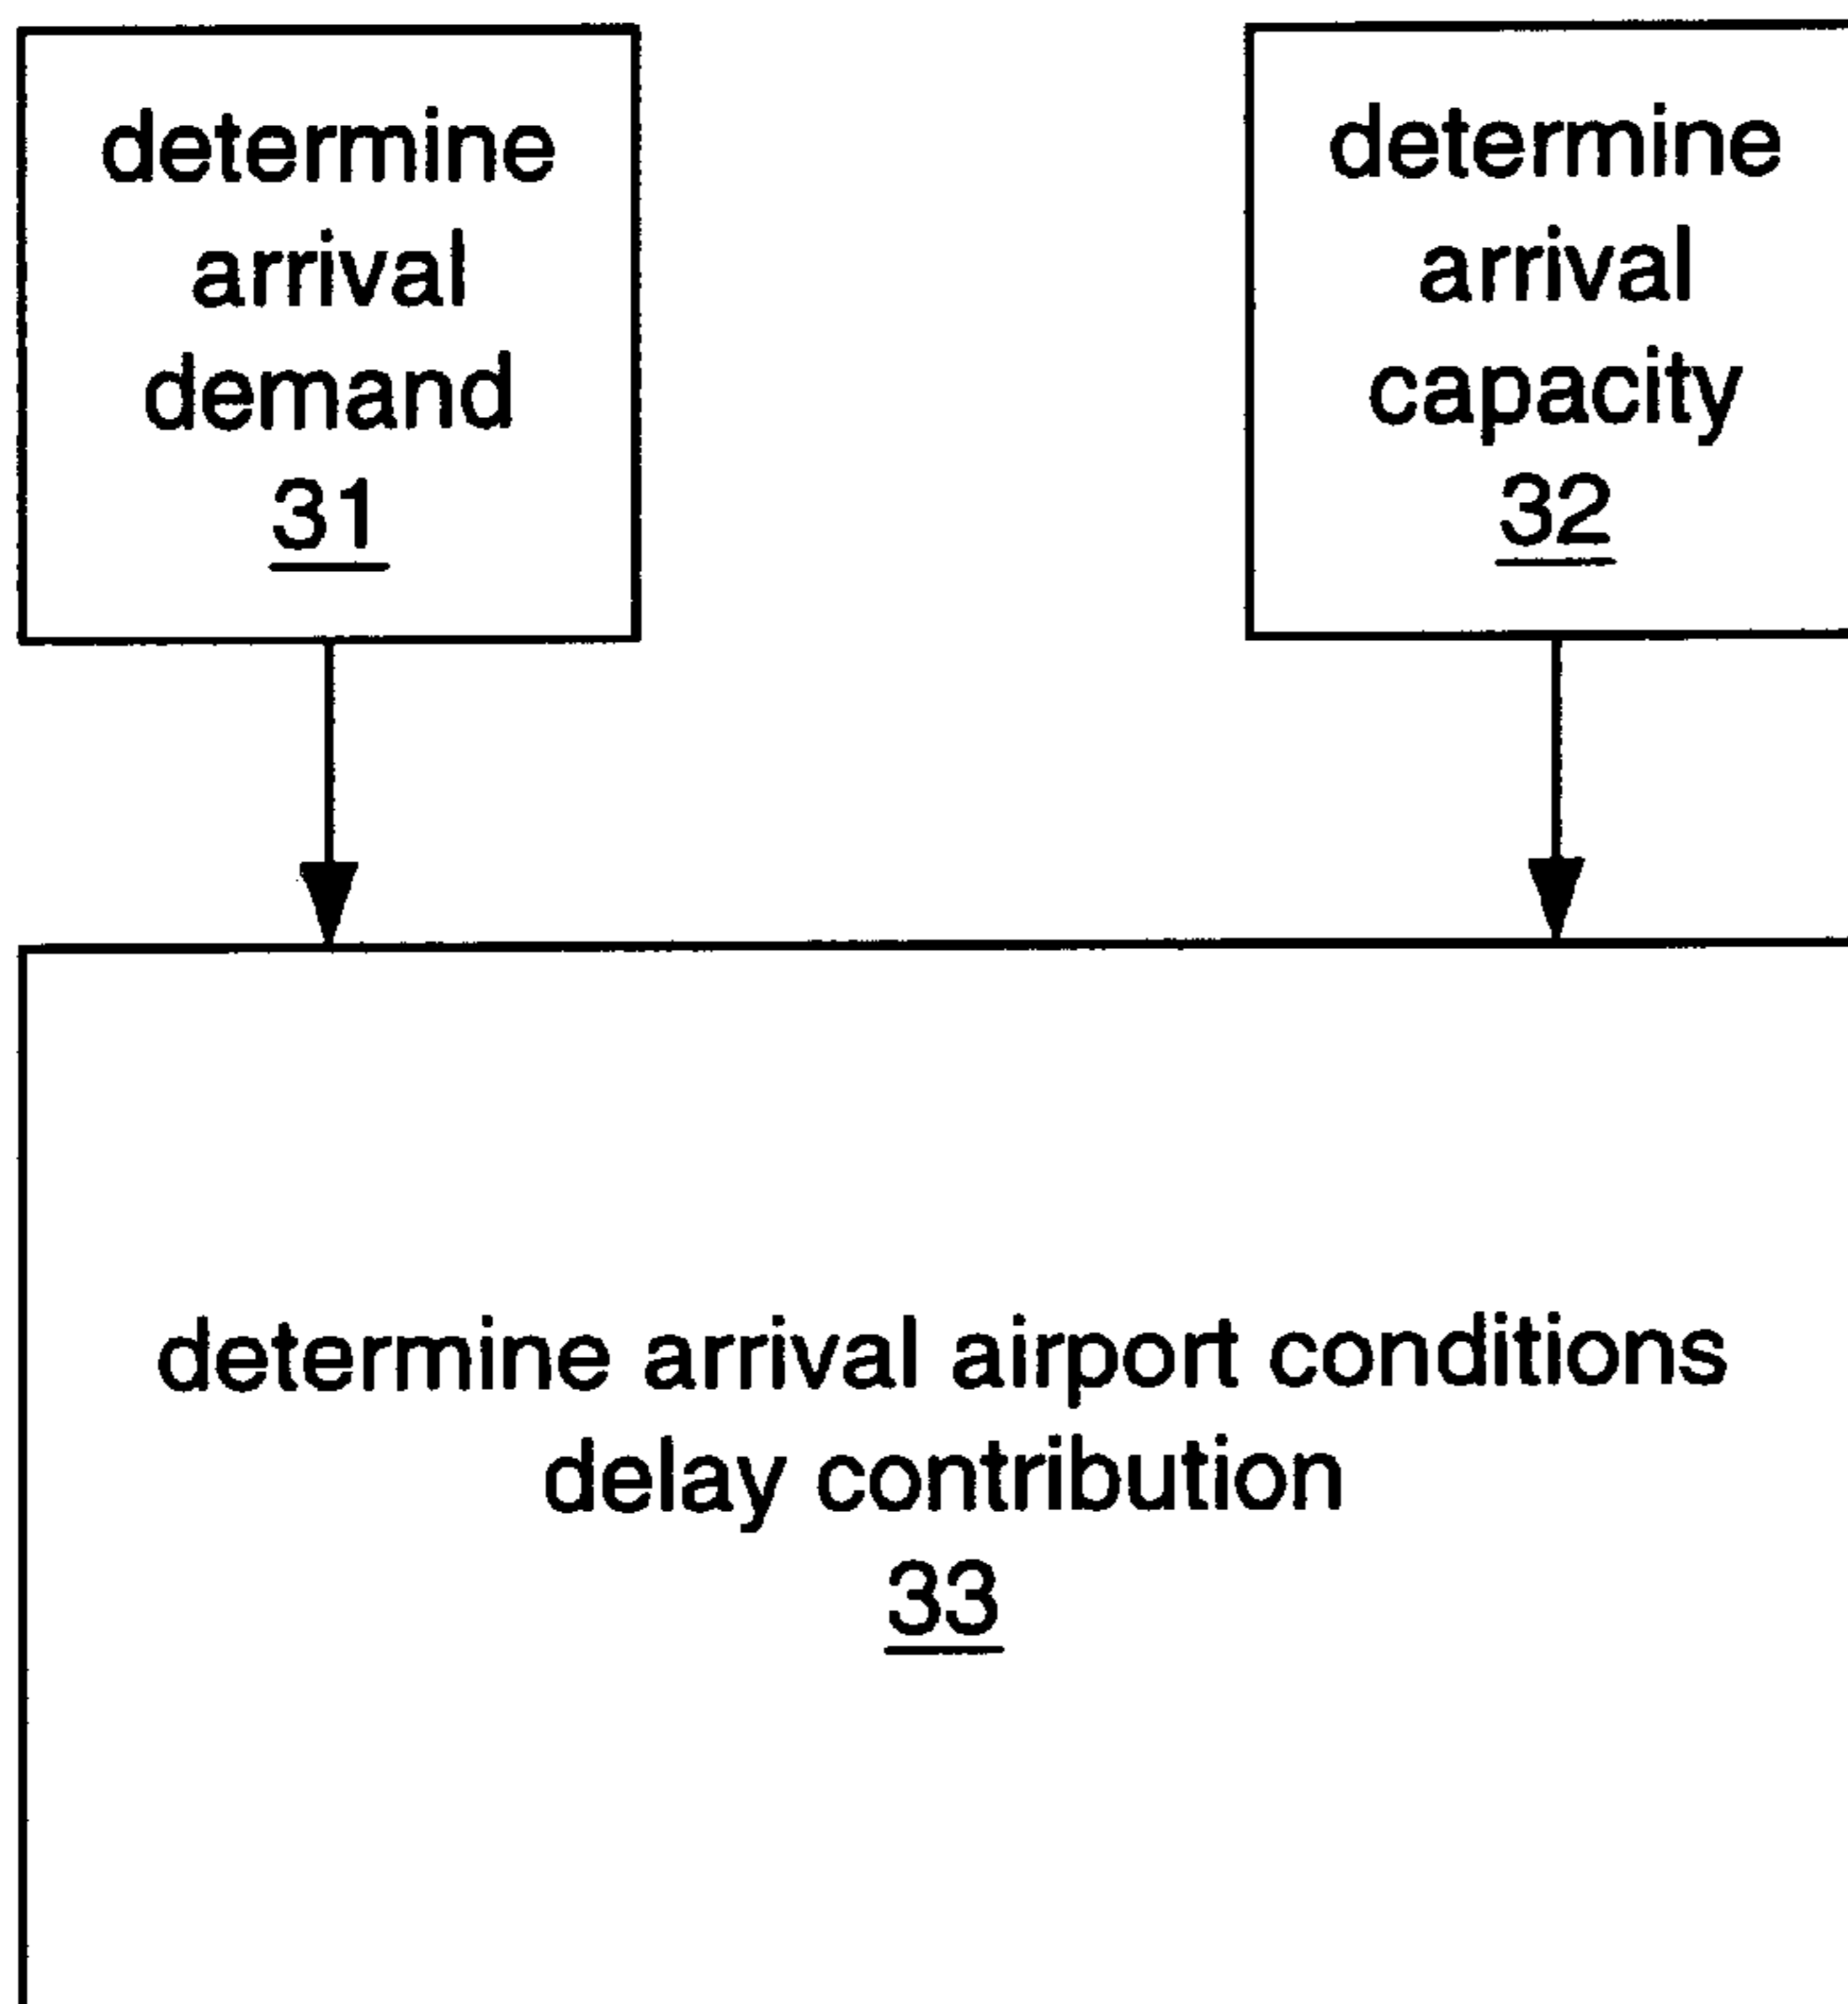 determine
arrival
demand
31
determine
arrival
capacity
32
determine arrival airport conditions
delay contribution
33